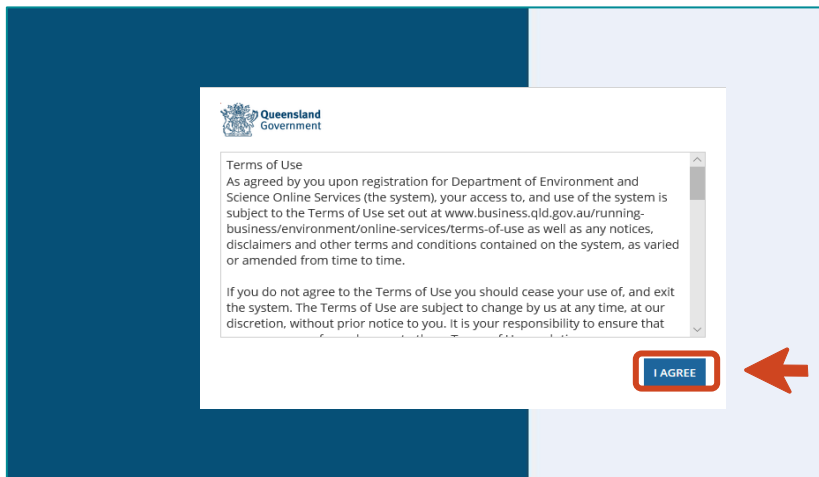 Queensland
Government
Terms of Use
As agreed by you upon registration for Department of Environment and
Science Online Services (the system), your access to, and use of the system is
subject to the Terms of Use set out at www.business.qld.gov.au/running-
business/environment/online-services/terms-of-use as well as any notices,
disclaimers and other terms and conditions contained on the system, as varied
or amended from time to time.
If you do not agree to the Terms of Use you should cease your use of, and exit
the system. The Terms of Use are subject to change by us at any time, at our
discretion, without prior notice to you. It is your responsibility to ensure that
I AGREE